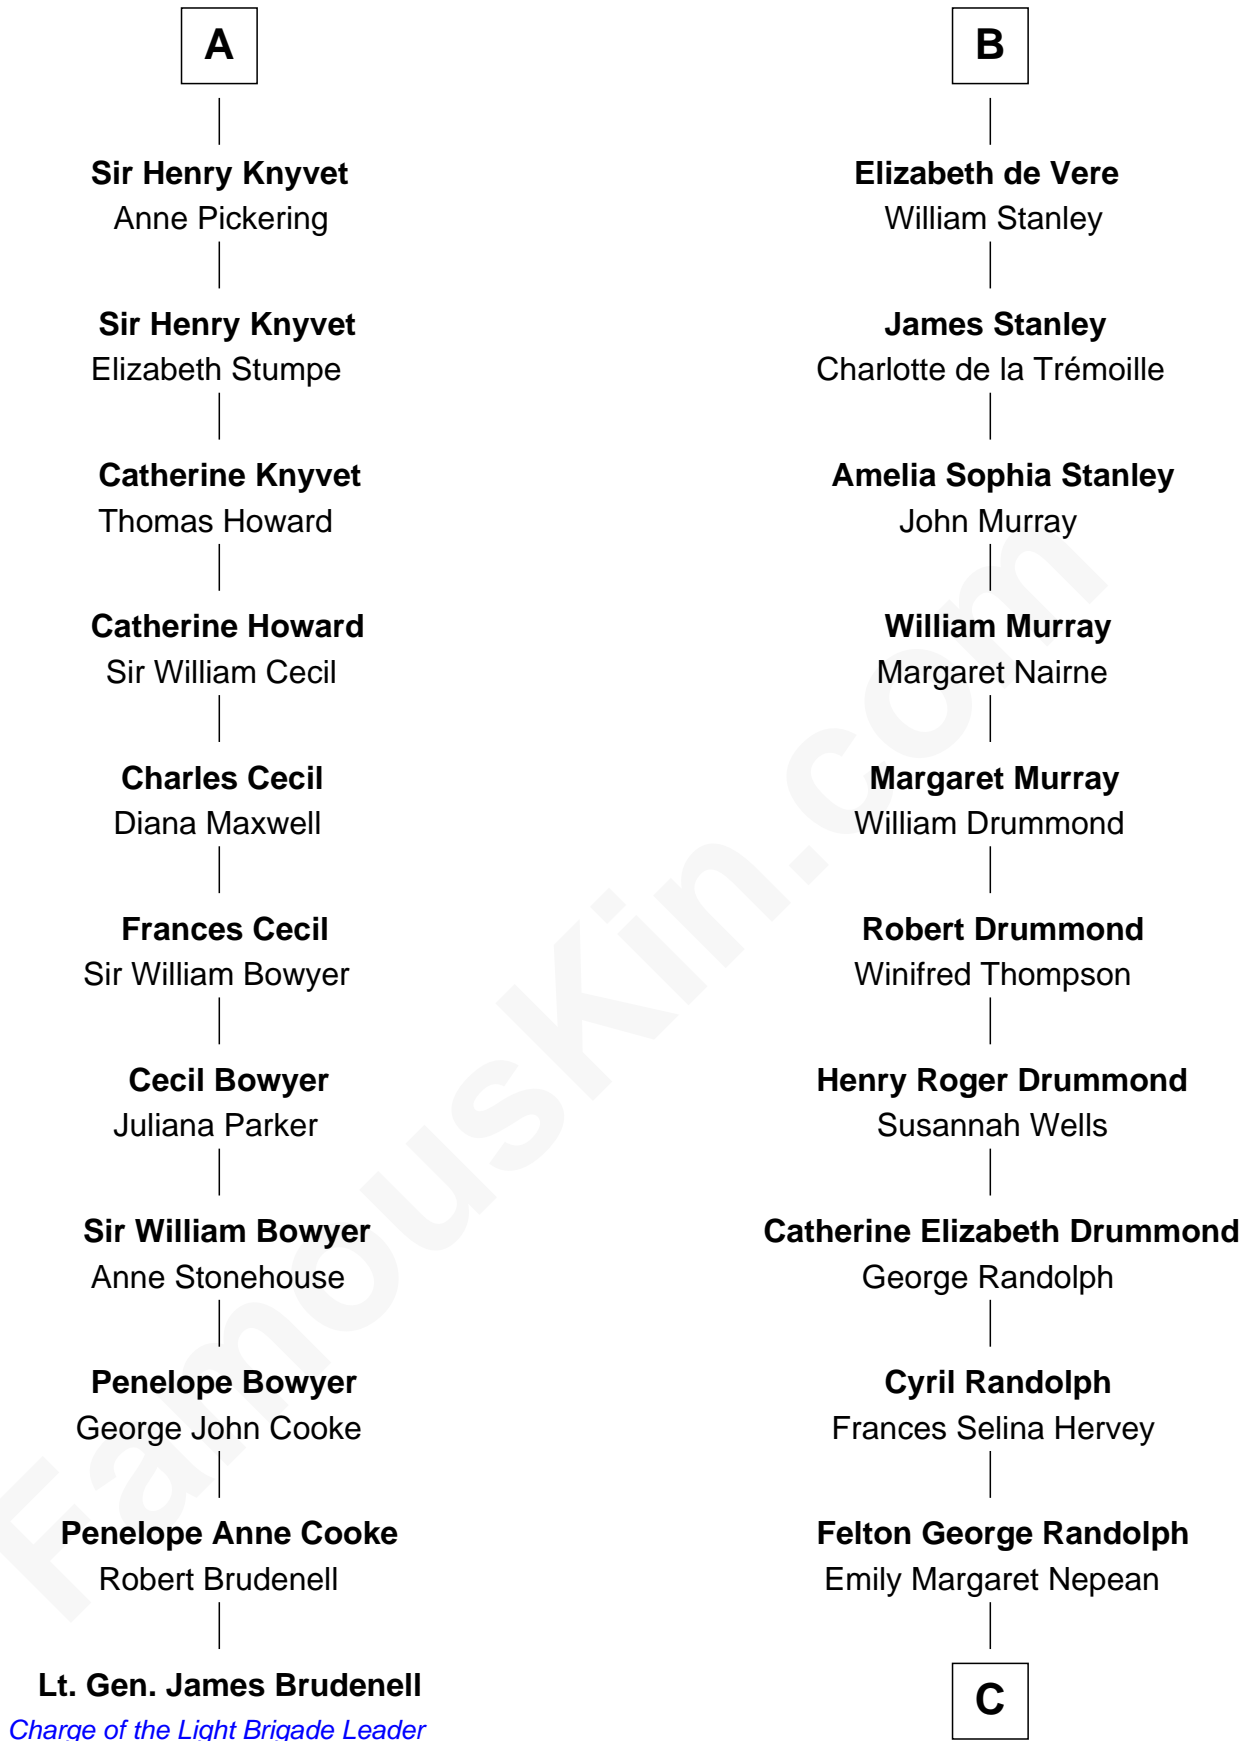 A
Sir Henry Knyvet
Anne Pickering
Sir Henry Knyvet
Elizabeth Stumpe
Catherine Knyvet
Thomas Howard
Catherine Howard
Sir William Cecil
Charles Cecil
Diana Maxwell
Frances Cecil
Sir William Bowyer
Cecil Bowyer
Juliana Parker
Sir William Bowyer
Anne Stonehouse
Penelope Bowyer
George John Cooke
Penelope Anne Cooke
Robert Brudenell
Lt. Gen. James Brudenell
Charge of the Light Brigade Leader
B
Elizabeth de Vere
William Stanley
James Stanley
Charlotte de la Trémoille
Amelia Sophia Stanley
John Murray
William Murray
Margaret Nairne
Margaret Murray
William Drummond
Robert Drummond
Winifred Thompson
Henry Roger Drummond
Susannah Wells
Catherine Elizabeth Drummond
George Randolph
Cyril Randolph
Frances Selina Hervey
Felton George Randolph
Emily Margaret Nepean
C
FamousKin.com